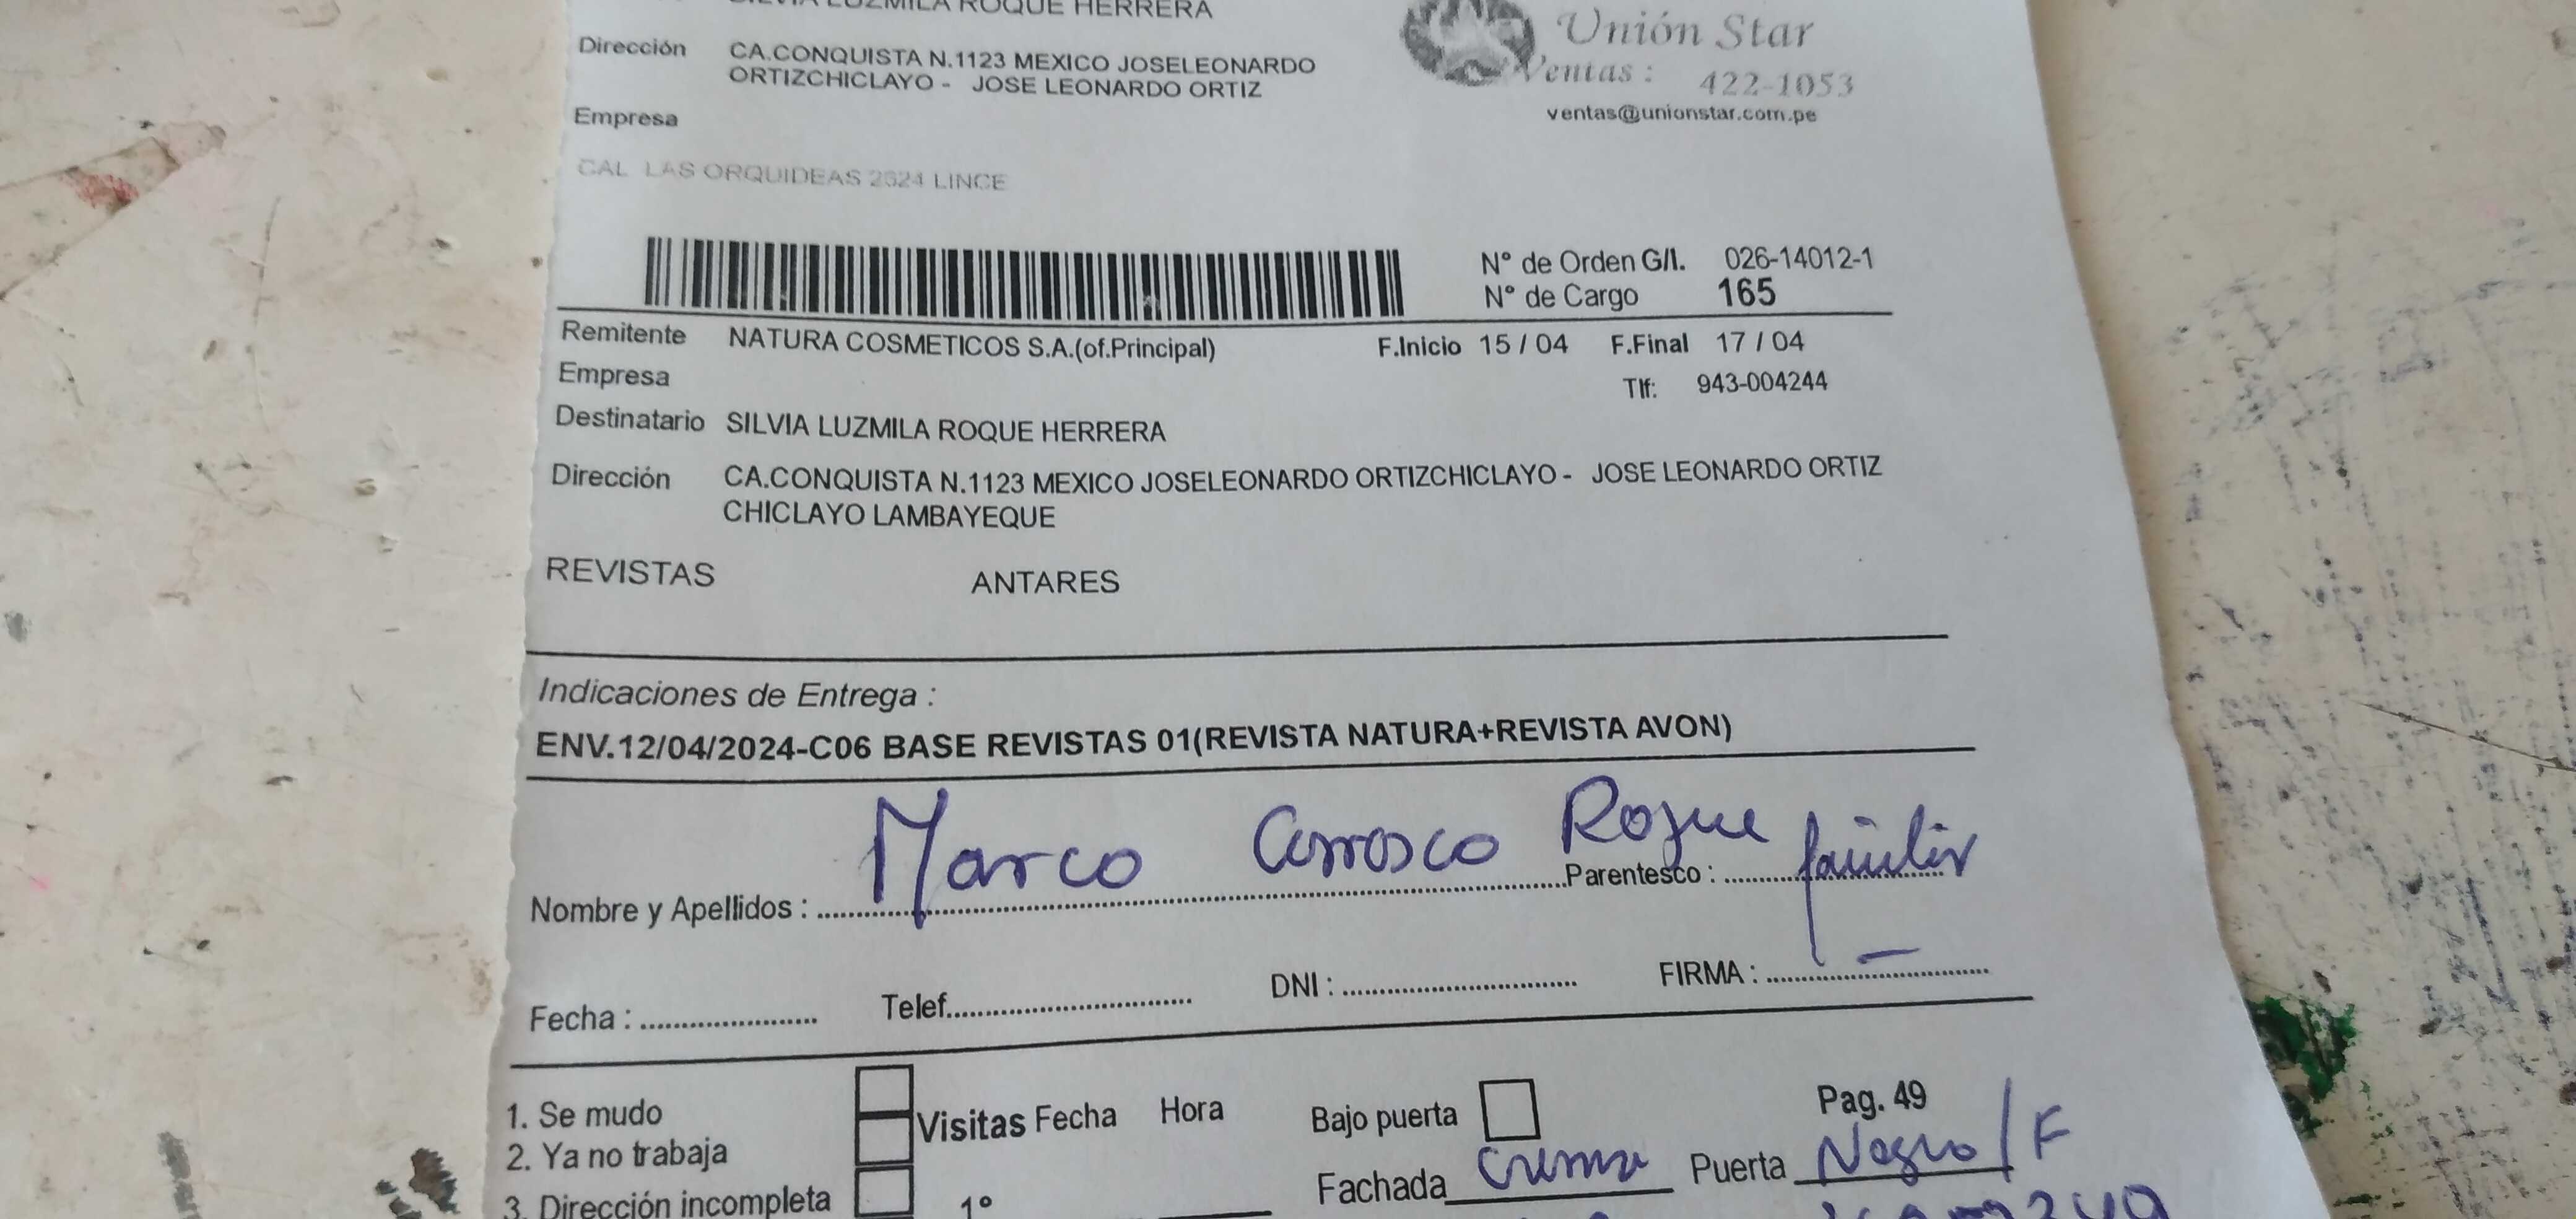 SILVIA LUZMILA ROQUE HERRERA
Dirección CA.CONQUISTA N.1123 MEXICO JOSELEONARDO
ORTIZCHICLAYO - JOSE LEONARDO ORTIZ
Empresa
Unión Star
Ventas : 422-1053
ventas@unionstar.com.pe
CAL LAS ORQUIDEAS 2624 LINCE
N° de Orden G/I. 026-14012-1
N° de Cargo 165
Remitente NATURA COSMETICOS S.A.(of.Principal) F.Inicio 15 / 04 F.Final 17 / 04
Empresa Tlf: 943-004244
Destinatario SILVIA LUZMILA ROQUE HERRERA
Dirección CA.CONQUISTA N.1123 MEXICO JOSELEONARDO ORTIZCHICLAYO - JOSE LEONARDO ORTIZ
CHICLAYO LAMBAYEQUE
REVISTAS ANTARES
Indicaciones de Entrega :
ENV.12/04/2024-C06 BASE REVISTAS 01(REVISTA NATURA+REVISTA AVON)
Nombre y Apellidos : Marco Carrasco Roque Parentesco : familiar
Fecha : Telef. DNI : FIRMA :
1. Se mudo Visitas Fecha Hora Bajo puerta Pag. 49
2. Ya no trabaja Fachada Crema Puerta Negro / F
3. Dirección incompleta 1°